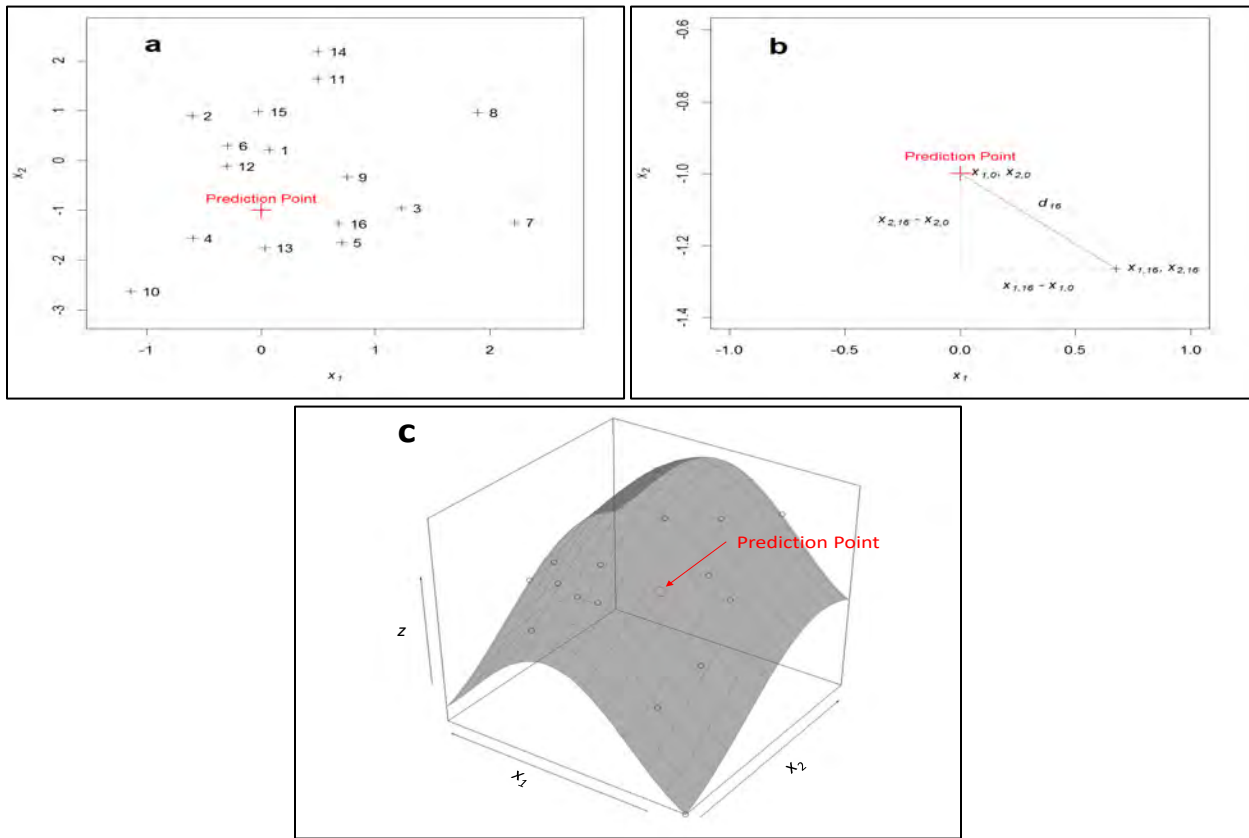 a
14
11
8
2
15
6
1
12
9
Prediction Point
3
16
7
4
13
5
10
2
1
0
-1
-2
-3
x₂
-1
0
1
2
x₁
b
Prediction Point
x₁,₀, x₂,₀
d₁₆
x₂,₁₆ - x₂,₀
x₁,₁₆, x₂,₁₆
x₁,₁₆ - x₁,₀
-0.6
-0.8
-1.0
-1.2
-1.4
x₂
-1.0
-0.5
0.0
0.5
1.0
x₁
c
Prediction Point
z
x₁
x₂